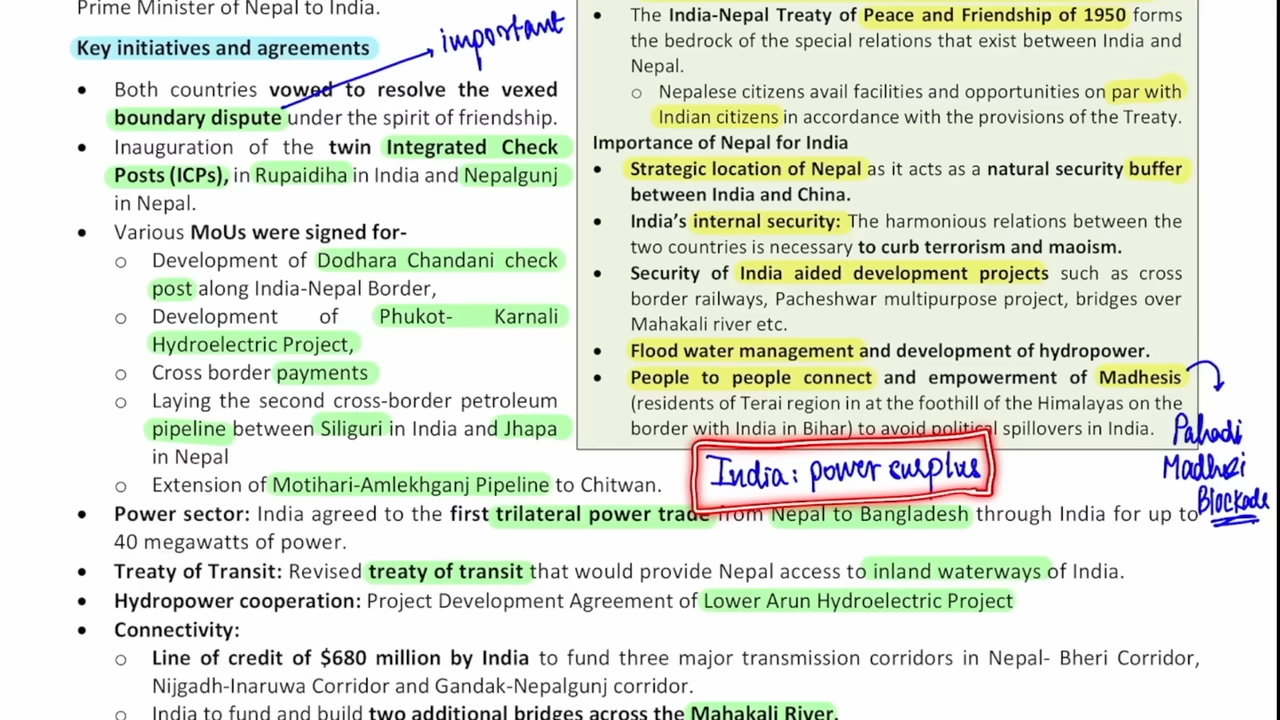 Prime Minister of Nepal to India.
Key initiatives and agreements
important
• Both countries vowed to resolve the vexed
boundary dispute under the spirit of friendship.
• Inauguration of the twin Integrated Check
Posts (ICPs), in Rupaidiha in India and Nepalgunj
in Nepal.
• Various MoUs were signed for-
o Development of Dodhara Chandani check
post along India-Nepal Border,
o Development of Phukot- Karnali
Hydroelectric Project,
o Cross border payments
o Laying the second cross-border petroleum
pipeline between Siliguri in India and Jhapa
in Nepal
o Extension of Motihari-Amlekhganj Pipeline to Chitwan.
• The India-Nepal Treaty of Peace and Friendship of 1950 forms
the bedrock of the special relations that exist between India and
Nepal.
o Nepalese citizens avail facilities and opportunities on par with
Indian citizens in accordance with the provisions of the Treaty.
Importance of Nepal for India
• Strategic location of Nepal as it acts as a natural security buffer
between India and China.
• India's internal security: The harmonious relations between the
two countries is necessary to curb terrorism and maoism.
• Security of India aided development projects such as cross
border railways, Pacheshwar multipurpose project, bridges over
Mahakali river etc.
• Flood water management and development of hydropower.
• People to people connect and empowerment of Madhesis
(residents of Terai region in at the foothill of the Himalayas on the
border with India in Bihar) to avoid political spillovers in India.
Pahadi
Madhesi
Blockade
India: power surplus
• Power sector: India agreed to the first trilateral power trade from Nepal to Bangladesh through India for up to
40 megawatts of power.
• Treaty of Transit: Revised treaty of transit that would provide Nepal access to inland waterways of India.
• Hydropower cooperation: Project Development Agreement of Lower Arun Hydroelectric Project
• Connectivity:
o Line of credit of $680 million by India to fund three major transmission corridors in Nepal- Bheri Corridor,
Nijgadh-Inaruwa Corridor and Gandak-Nepalgunj corridor.
o India to fund and build two additional bridges across the Mahakali River.